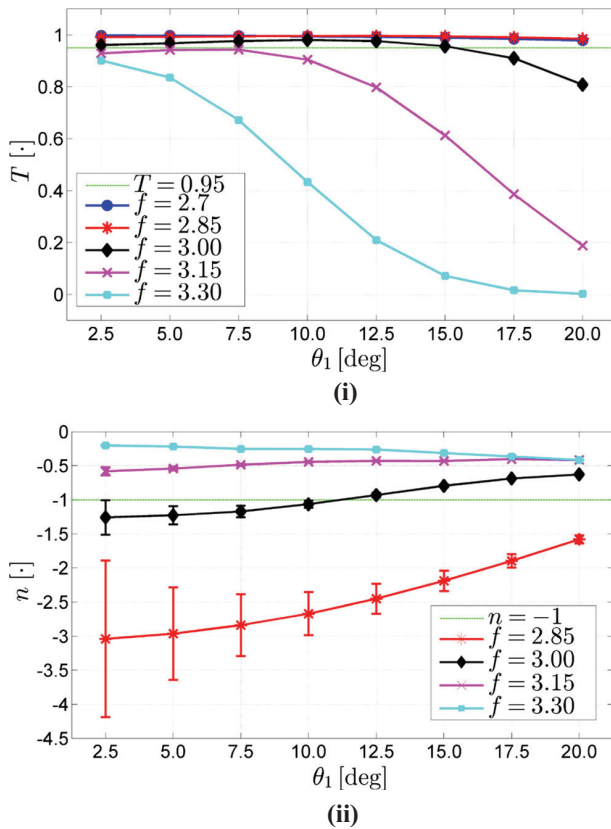 1
0.8
0.6
0.4
0.2
0
T [·]
T = 0.95
f = 2.7
f = 2.85
f = 3.00
f = 3.15
f = 3.30
2.5 5.0 7.5 10.0 12.5 15.0 17.5 20.0
θ₁ [deg]
(i)
0
-0.5
-1
-1.5
-2
-2.5
-3
-3.5
-4
-4.5
n [·]
n = −1
f = 2.85
f = 3.00
f = 3.15
f = 3.30
2.5 5.0 7.5 10.0 12.5 15.0 17.5 20.0
θ₁ [deg]
(ii)